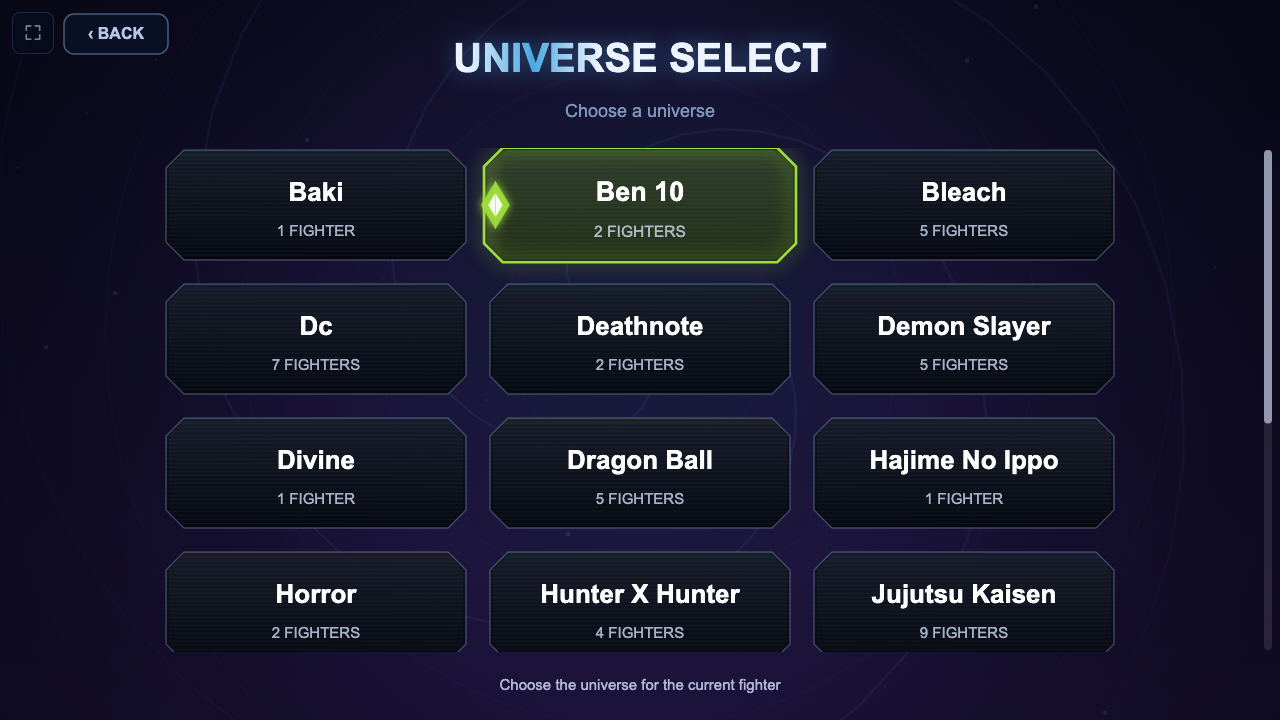 ‹ BACK
UNIVERSE SELECT
Choose a universe
Baki
1 FIGHTER
Ben 10
2 FIGHTERS
Bleach
5 FIGHTERS
Dc
7 FIGHTERS
Deathnote
2 FIGHTERS
Demon Slayer
5 FIGHTERS
Divine
1 FIGHTER
Dragon Ball
5 FIGHTERS
Hajime No Ippo
1 FIGHTER
Horror
2 FIGHTERS
Hunter X Hunter
4 FIGHTERS
Jujutsu Kaisen
9 FIGHTERS
Choose the universe for the current fighter